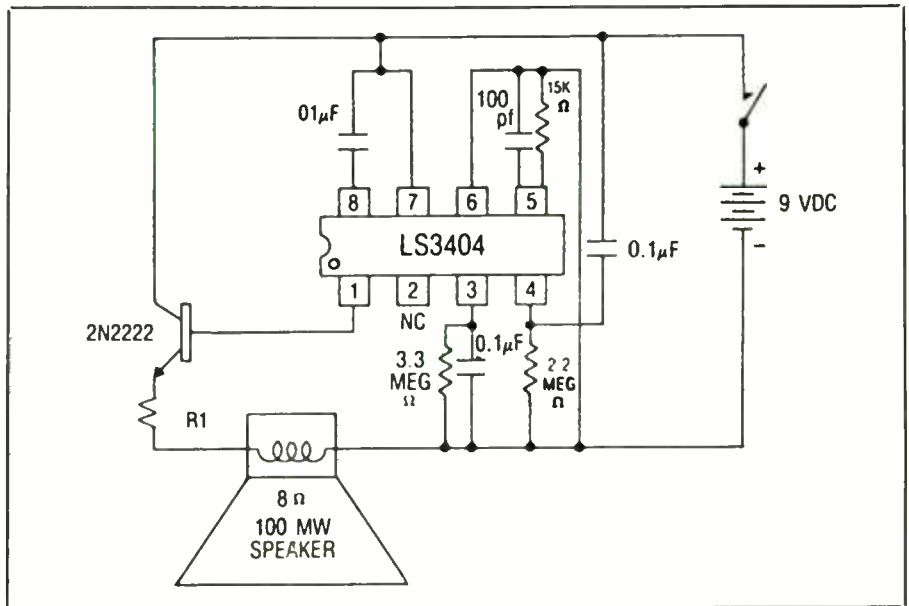 01µF
100
pf
15K
Ω
8
7
6
5
+
9 VDC
-
LS3404
0.1µF
1
2
3
4
NC
2N2222
3.3
MEG
Ω
0.1µF
2 2
MEG
Ω
R1
8 Ω
100 MW
SPEAKER